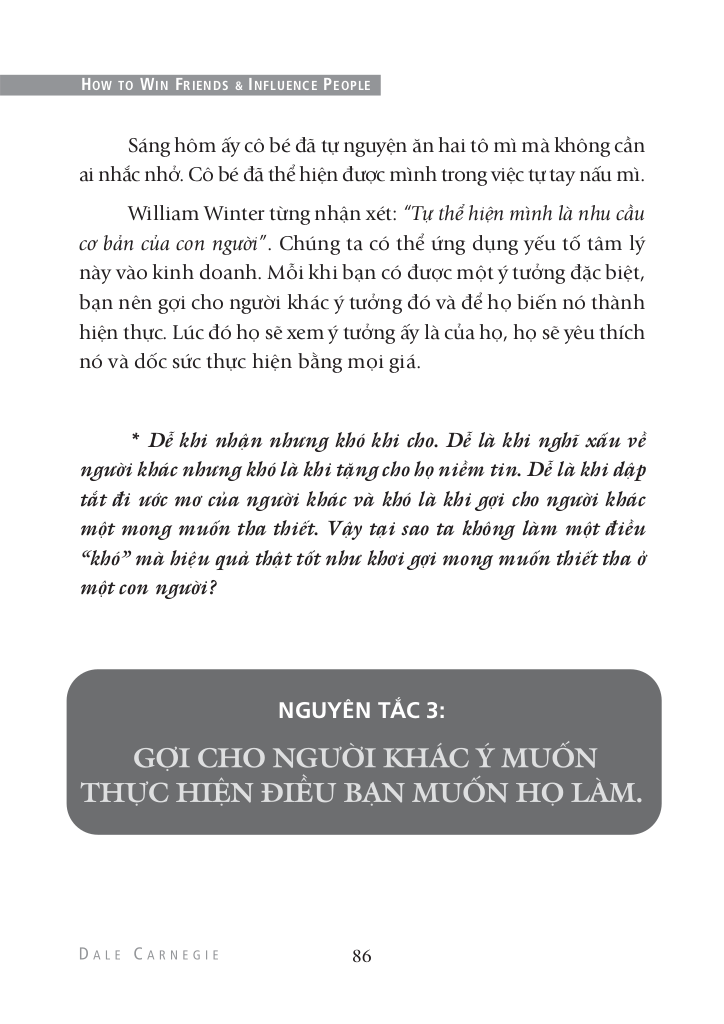 HOW TO WIN FRIENDS & INFLUENCE PEOPLE
Sáng hôm ấy cô bé đã tự nguyện ăn hai tô mì mà không cần
ai nhắc nhở. Cô bé đã thể hiện được mình trong việc tự tay nấu mì.
William Winter từng nhận xét: “Tự thể hiện mình là nhu cầu
cơ bản của con người”. Chúng ta có thể ứng dụng yếu tố tâm lý
này vào kinh doanh. Mỗi khi bạn có được một ý tưởng đặc biệt,
bạn nên gợi cho người khác ý tưởng đó và để họ biến nó thành
hiện thực. Lúc đó họ sẽ xem ý tưởng ấy là của họ, họ sẽ yêu thích
nó và dốc sức thực hiện bằng mọi giá.
* Dễ khi nhận nhưng khó khi cho. Dễ là khi nghĩ xấu về
người khác nhưng khó là khi tặng cho họ niềm tin. Dễ là khi dập
tắt đi ước mơ của người khác và khó là khi gợi cho người khác
một mong muốn tha thiết. Vậy tại sao ta không làm một điều
“khó” mà hiệu quả thật tốt như khơi gợi mong muốn thiết tha ở
một con người?
NGUYÊN TẮC 3:
GỢI CHO NGƯỜI KHÁC Ý MUỐN
THỰC HIỆN ĐIỀU BẠN MUỐN HỌ LÀM.
DALE CARNEGIE 86